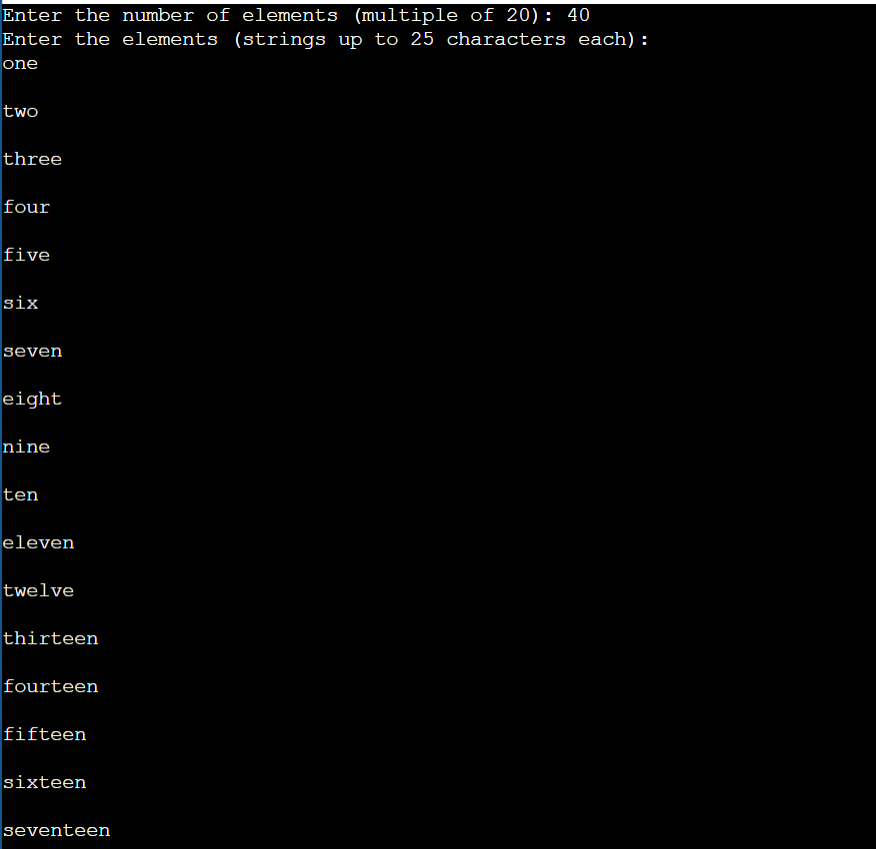 Enter the number of elements (multiple of 20): 40
Enter the elements (strings up to 25 characters each):
one
two
three
four
five
six
seven
eight
nine
ten
eleven
twelve
thirteen
fourteen
fifteen
sixteen
seventeen